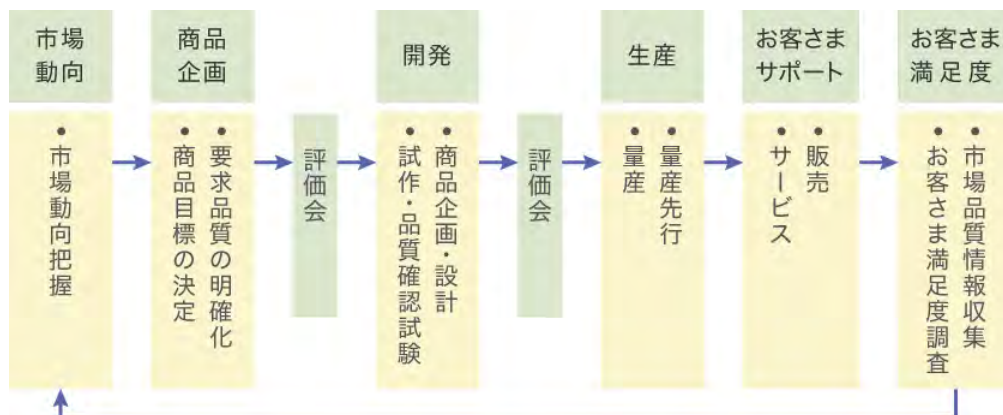 市場
動向
商品
企画
開発
生産
お客さま
サポート
お客さま
満足度
• 市場動向把握
• 要求品質の明確化
• 商品目標の決定
評価会
• 商品企画・設計
• 試作・品質確認試験
評価会
• 量産先行
• 量産
• 販売
• サービス
• 市場品質情報収集
• お客さま満足度調査